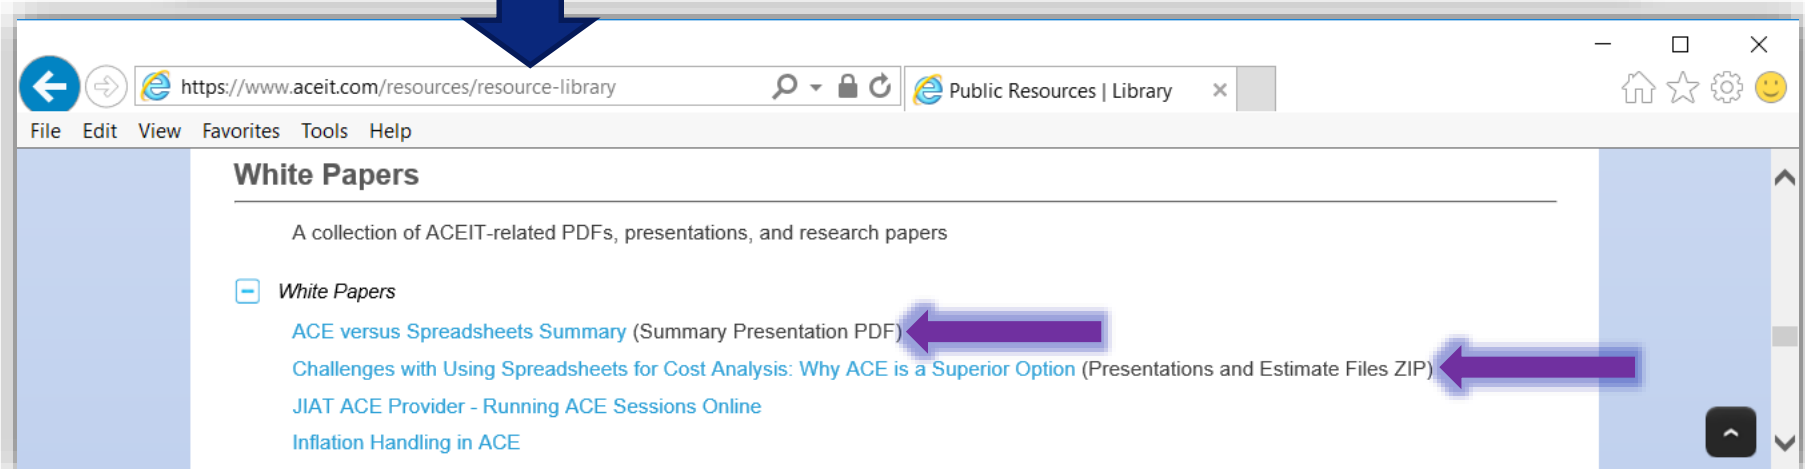 https://www.aceit.com/resources/resource-library
Public Resources | Library
File Edit View Favorites Tools Help
White Papers
A collection of ACEIT-related PDFs, presentations, and research papers
White Papers
ACE versus Spreadsheets Summary (Summary Presentation PDF)
Challenges with Using Spreadsheets for Cost Analysis: Why ACE is a Superior Option (Presentations and Estimate Files ZIP)
JIAT ACE Provider - Running ACE Sessions Online
Inflation Handling in ACE